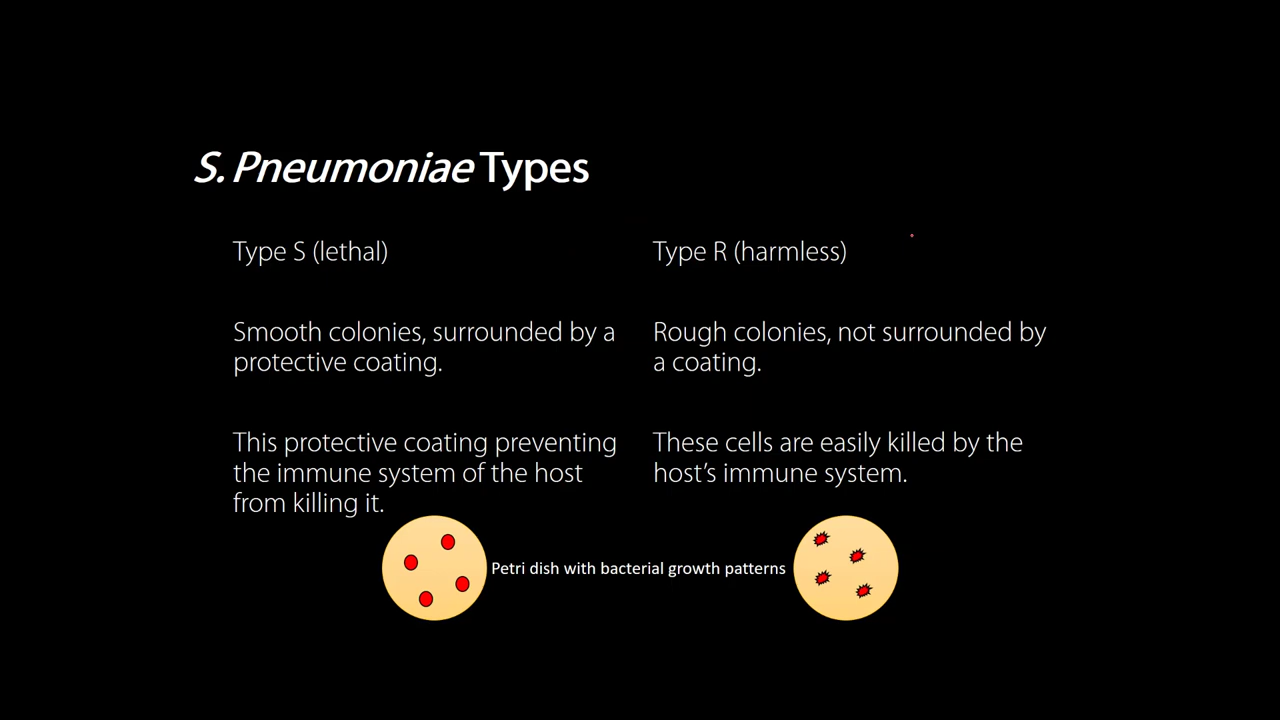 S. Pneumoniae Types
Type S (lethal)
Smooth colonies, surrounded by a
protective coating.
This protective coating preventing
the immune system of the host
from killing it.
Type R (harmless)
Rough colonies, not surrounded by
a coating.
These cells are easily killed by the
host’s immune system.
Petri dish with bacterial growth patterns